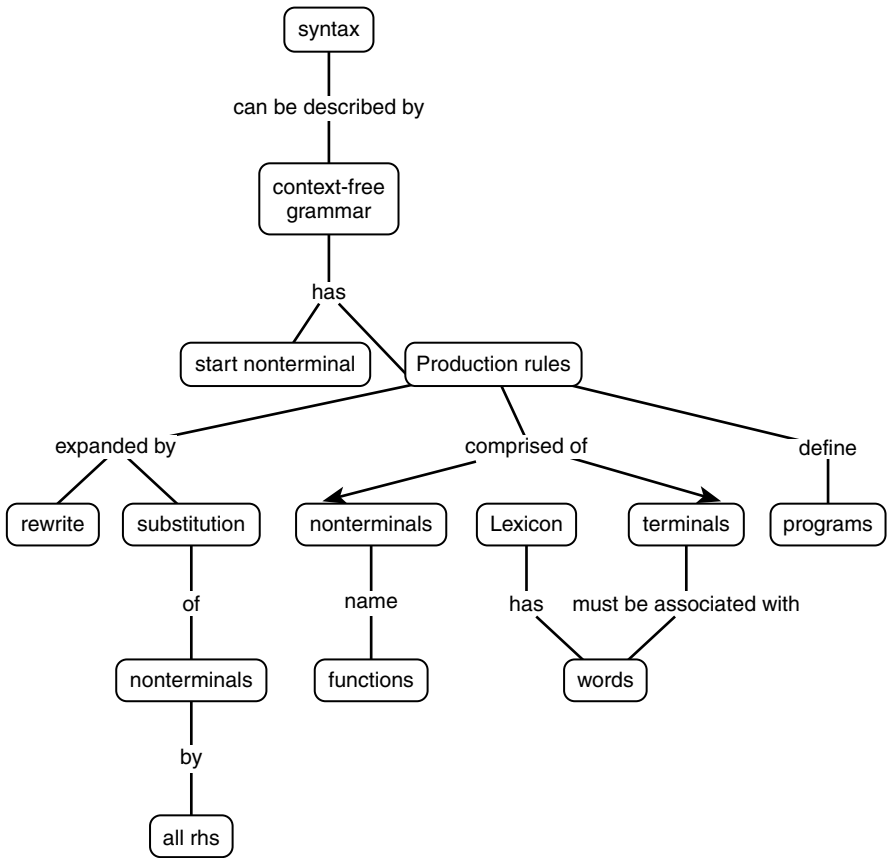 syntax
can be described by
context-free
grammar
has
start nonterminal
Production rules
expanded by
comprised of
define
rewrite
substitution
nonterminals
Lexicon
terminals
programs
of
name
has
must be associated with
nonterminals
functions
words
by
all rhs